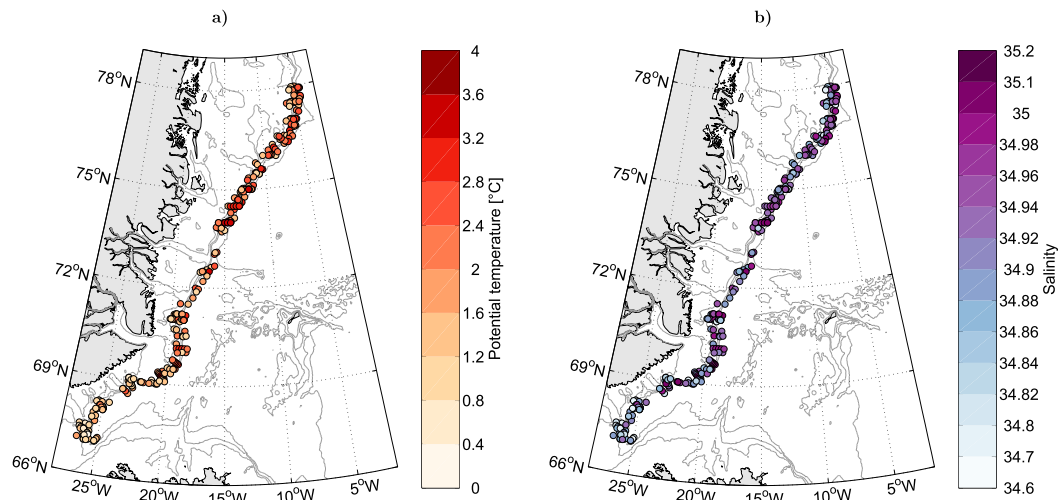 a)
b)
78°N
75°N
72°N
69°N
66°N
25°W
20°W
15°W
10°W
5°W
4
3.6
3.2
2.8
2.4
2
1.6
1.2
0.8
0.4
0
Potential temperature [°C]
78°N
75°N
72°N
69°N
66°N
25°W
20°W
15°W
10°W
5°W
35.2
35.1
35
34.98
34.96
34.94
34.92
34.9
34.88
34.86
34.84
34.82
34.8
34.7
34.6
Salinity